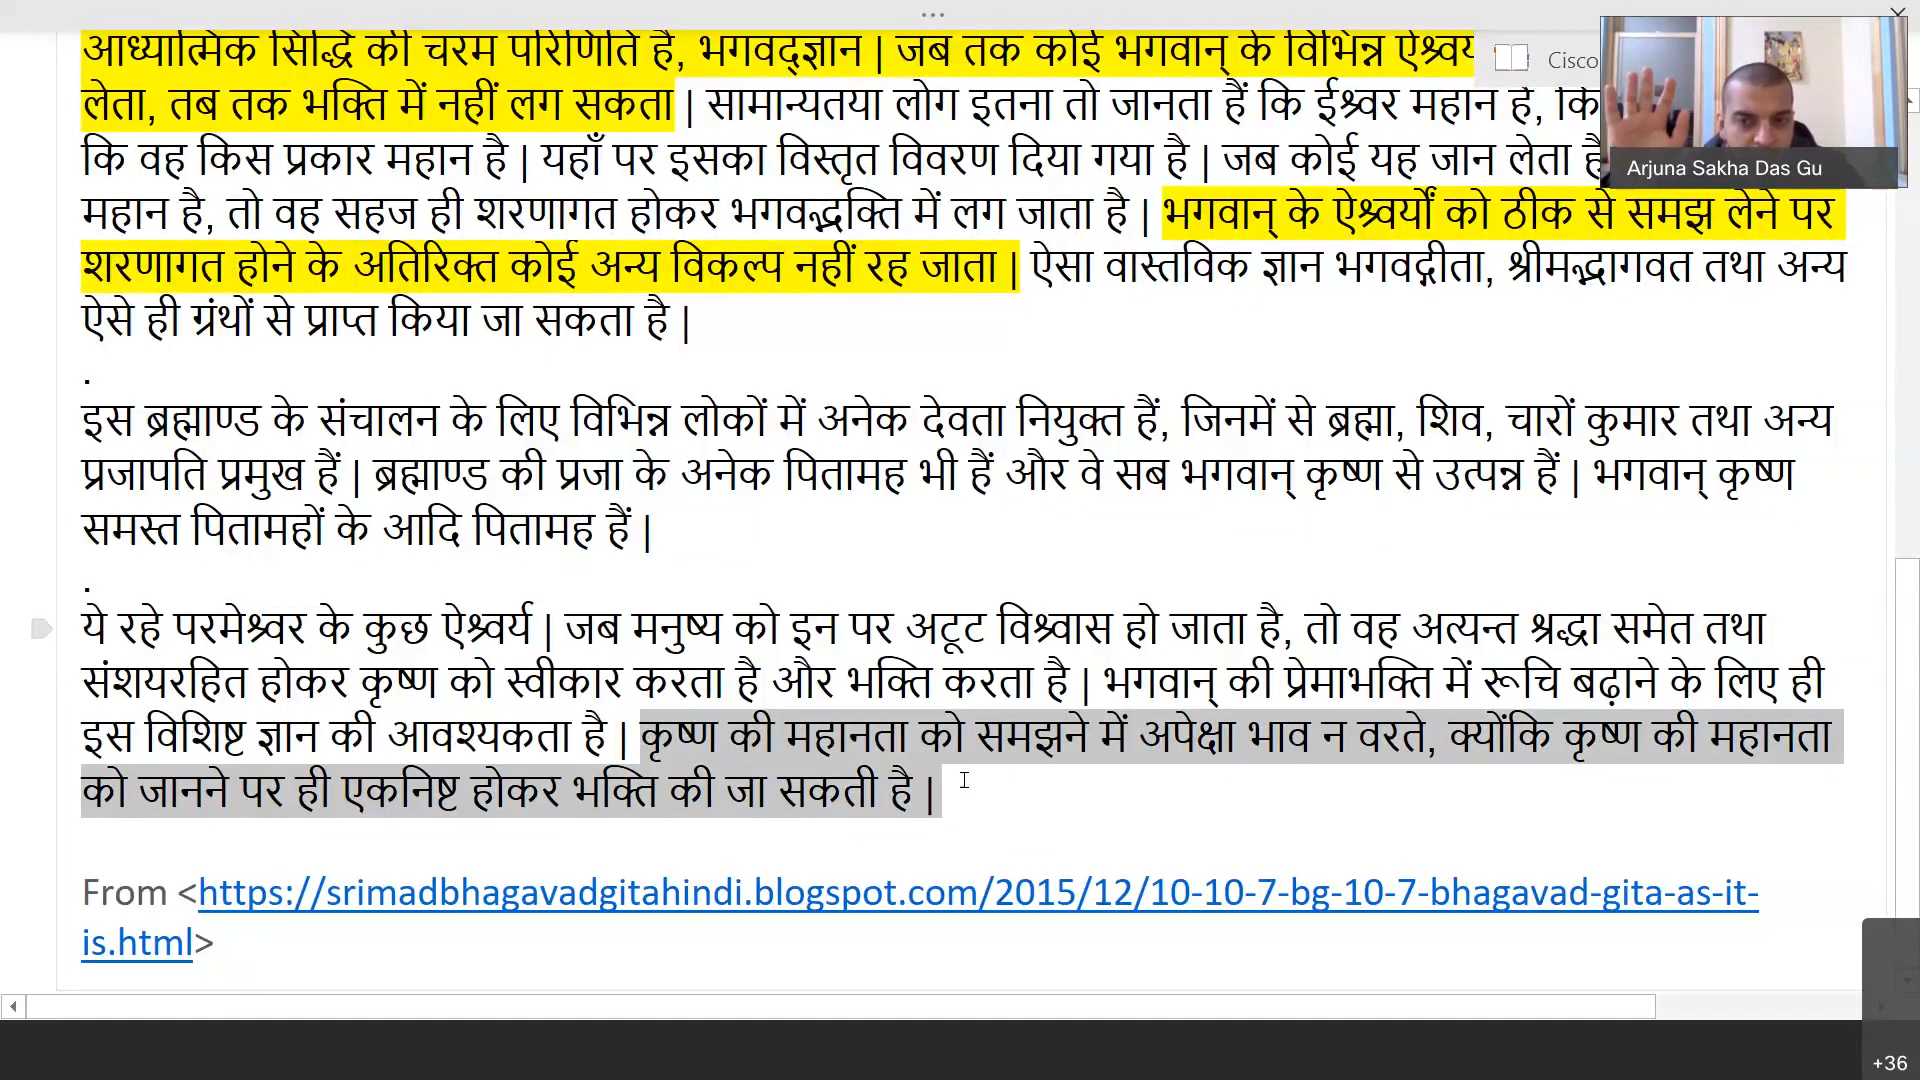 आध्यात्मिक सिद्धि की चरम परिणिति है, भगवद्ज्ञान | जब तक कोई भगवान् के विभिन्न
लेता, तब तक भक्ति में नहीं लग सकता | सामान्यतया लोग इतना तो जानता हैं कि ईश्र्वर महान है,
कि वह किस प्रकार महान है | यहाँ पर इसका विस्तृत विवरण दिया गया है | जब कोई यह जान लेता
महान है, तो वह सहज ही शरणागत होकर भगवद्भक्ति में लग जाता है | भगवान् के ऐश्र्वर्यों को ठीक से समझ लेने पर
शरणागत होने के अतिरिक्त कोई अन्य विकल्प नहीं रह जाता | ऐसा वास्तविक ज्ञान भगवद्गीता, श्रीमद्भागवत तथा अन्य
ऐसे ही ग्रंथों से प्राप्त किया जा सकता है |
.
इस ब्रह्माण्ड के संचालन के लिए विभिन्न लोकों में अनेक देवता नियुक्त हैं, जिनमें से ब्रह्मा, शिव, चारों कुमार तथा अन्य
प्रजापति प्रमुख हैं | ब्रह्माण्ड की प्रजा के अनेक पितामह भी हैं और वे सब भगवान् कृष्ण से उत्पन्न हैं | भगवान् कृष्ण
समस्त पितामहों के आदि पितामह हैं |
.
ये रहे परमेश्र्वर के कुछ ऐश्र्वर्य | जब मनुष्य को इन पर अटूट विश्र्वास हो जाता है, तो वह अत्यन्त श्रद्धा समेत तथा
संशयरहित होकर कृष्ण को स्वीकार करता है और भक्ति करता है | भगवान् की प्रेमाभक्ति में रूचि बढ़ाने के लिए ही
इस विशिष्ट ज्ञान की आवश्यकता है | कृष्ण की महानता को समझने में अपेक्षा भाव न वरते, क्योंकि कृष्ण की महानता
को जानने पर ही एकनिष्ट होकर भक्ति की जा सकती है |
From <https://srimadbhagavadgitahindi.blogspot.com/2015/12/10-10-7-bg-10-7-bhagavad-gita-as-it-
is.html>
Cisco
Arjuna Sakha Das Gu
+36